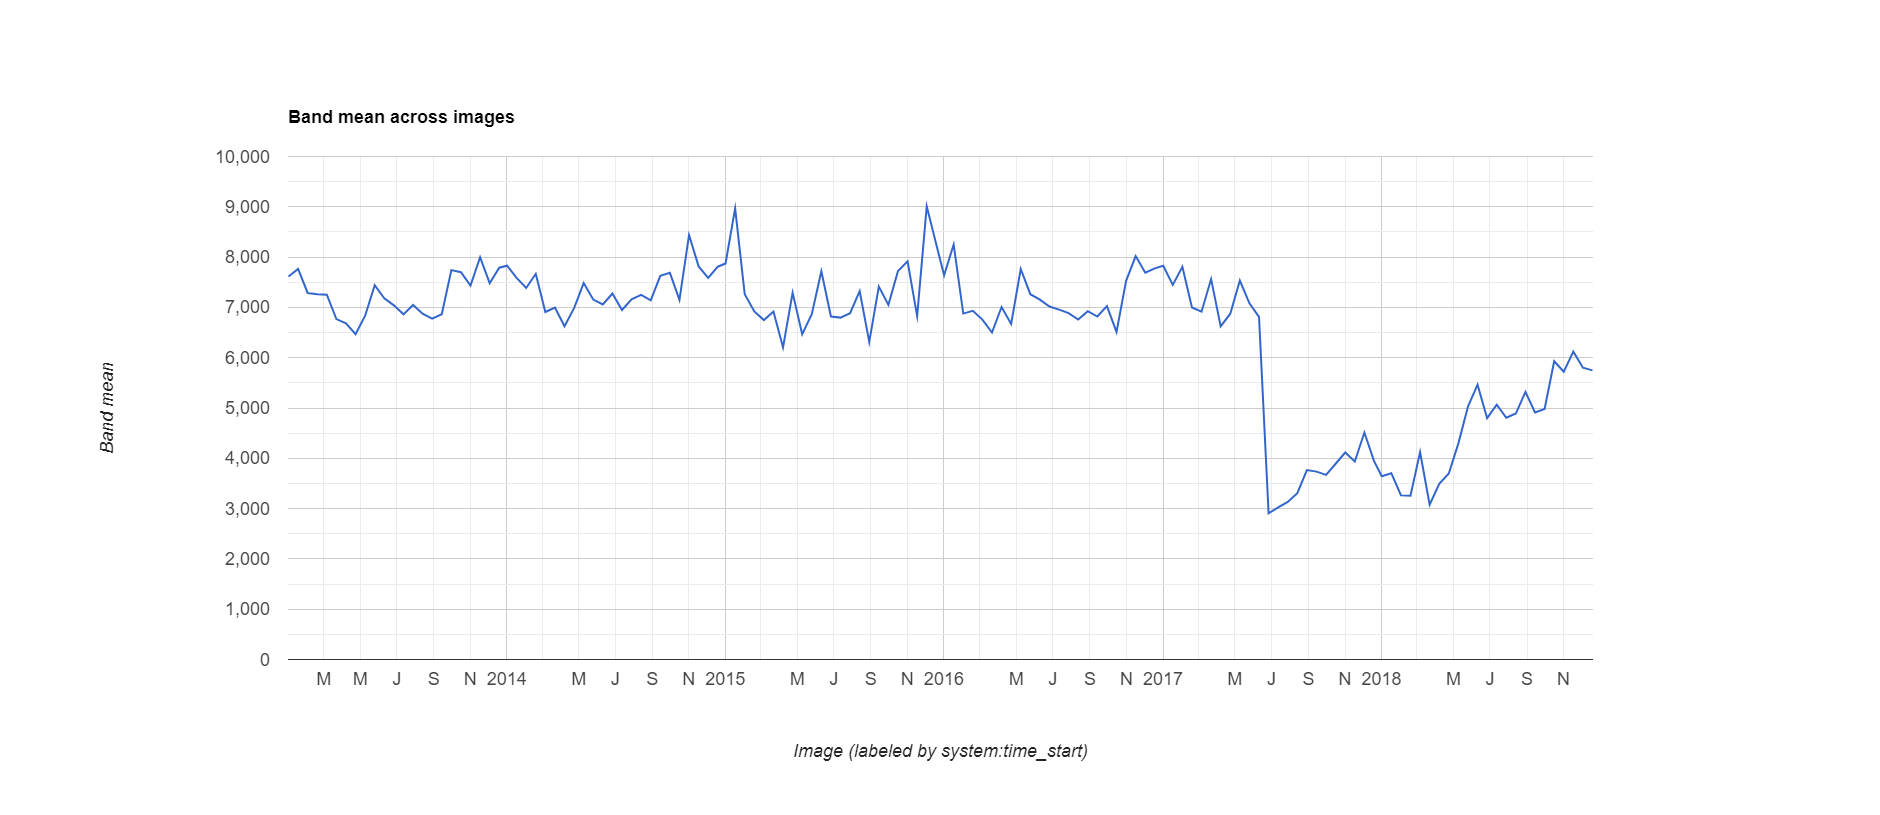 Band mean across images
10,000
9,000
8,000
7,000
6,000
5,000
4,000
3,000
2,000
1,000
0
Band mean
M M J S N 2014 M J S N 2015 M J S N 2016 M J S N 2017 M J S N 2018 M J S N
Image (labeled by system:time_start)